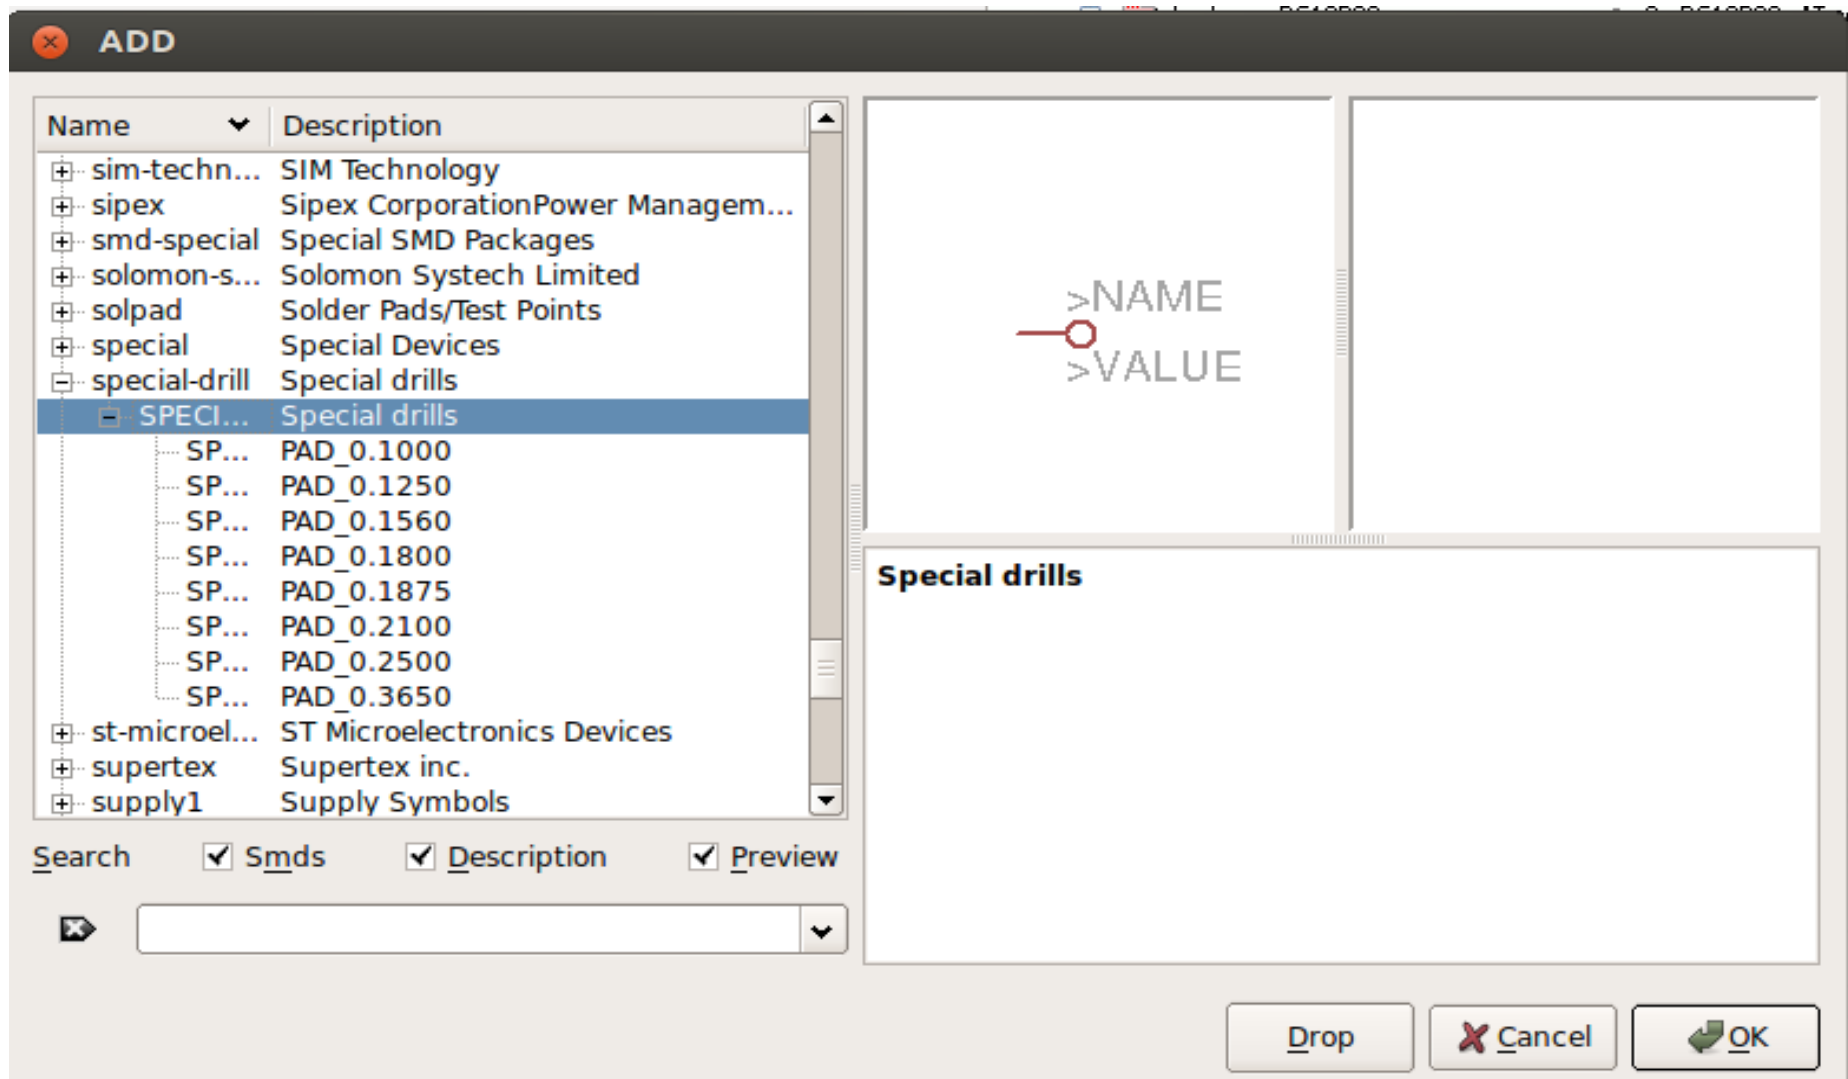 ADD
Name Description
sim-techn... SIM Technology
sipex Sipex CorporationPower Managem...
smd-special Special SMD Packages
solomon-s... Solomon Systech Limited
solpad Solder Pads/Test Points
special Special Devices
special-drill Special drills
SPECI... Special drills
SP... PAD_0.1000
SP... PAD_0.1250
SP... PAD_0.1560
SP... PAD_0.1800
SP... PAD_0.1875
SP... PAD_0.2100
SP... PAD_0.2500
SP... PAD_0.3650
st-microel... ST Microelectronics Devices
supertex Supertex inc.
supply1 Supply Symbols
Search Smds Description Preview
>NAME
>VALUE
Special drills
Drop Cancel OK